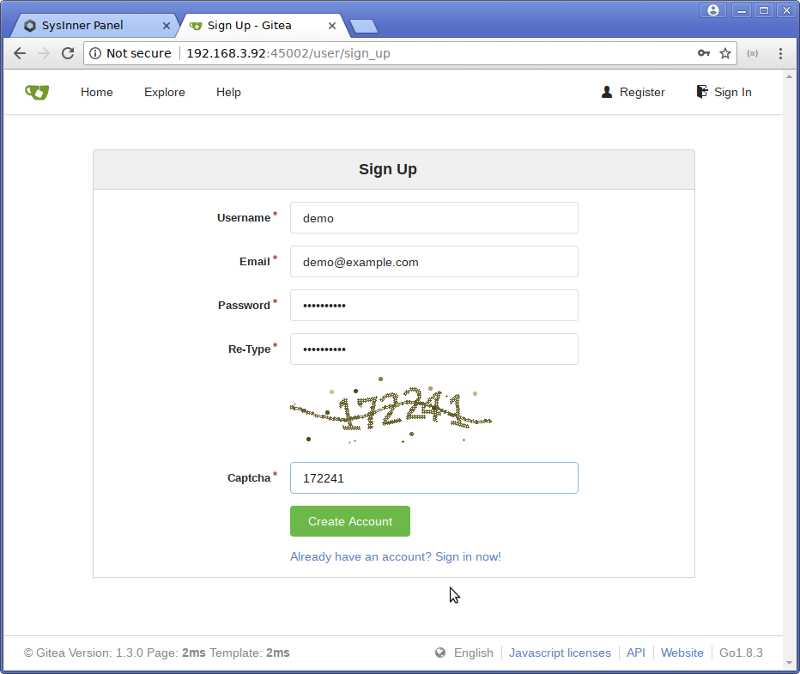 SysInner Panel
Sign Up - Gitea
Not secure 192.168.3.92:45002/user/sign_up
Home Explore Help Register Sign In
Sign Up
Username * demo
Email * demo@example.com
Password * ••••••••••
Re-Type * ••••••••••
172241
Captcha * 172241
Create Account
Already have an account? Sign in now!
© Gitea Version: 1.3.0 Page: 2ms Template: 2ms English Javascript licenses API Website Go1.8.3